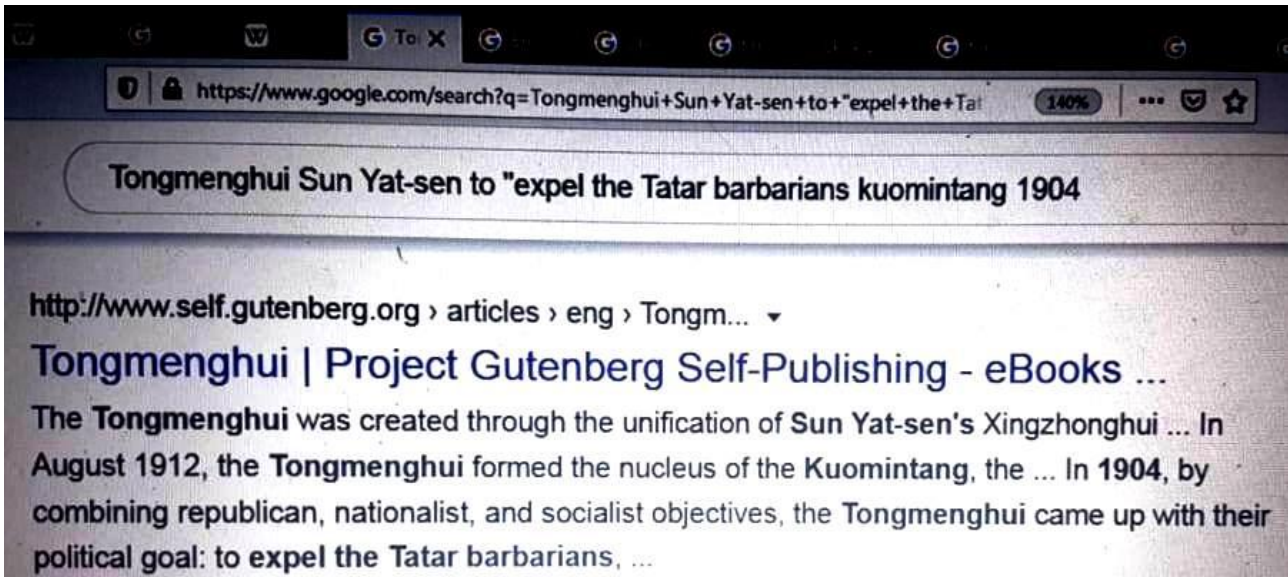 To
https://www.google.com/search?q=Tongmenghui+Sun+Yat-sen+to+"expel+the+Tat
140%
Tongmenghui Sun Yat-sen to "expel the Tatar barbarians kuomintang 1904
http://www.self.gutenberg.org › articles › eng › Tongm...
Tongmenghui | Project Gutenberg Self-Publishing - eBooks ...
The Tongmenghui was created through the unification of Sun Yat-sen's Xingzhonghui ... In
August 1912, the Tongmenghui formed the nucleus of the Kuomintang, the ... In 1904, by
combining republican, nationalist, and socialist objectives, the Tongmenghui came up with their
political goal: to expel the Tatar barbarians, ...